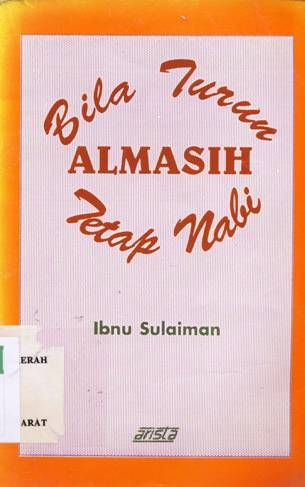 Bila Turun
ALMASIH
Tetap Nabi
Ibnu Sulaiman
ERAH
ARAT
arista